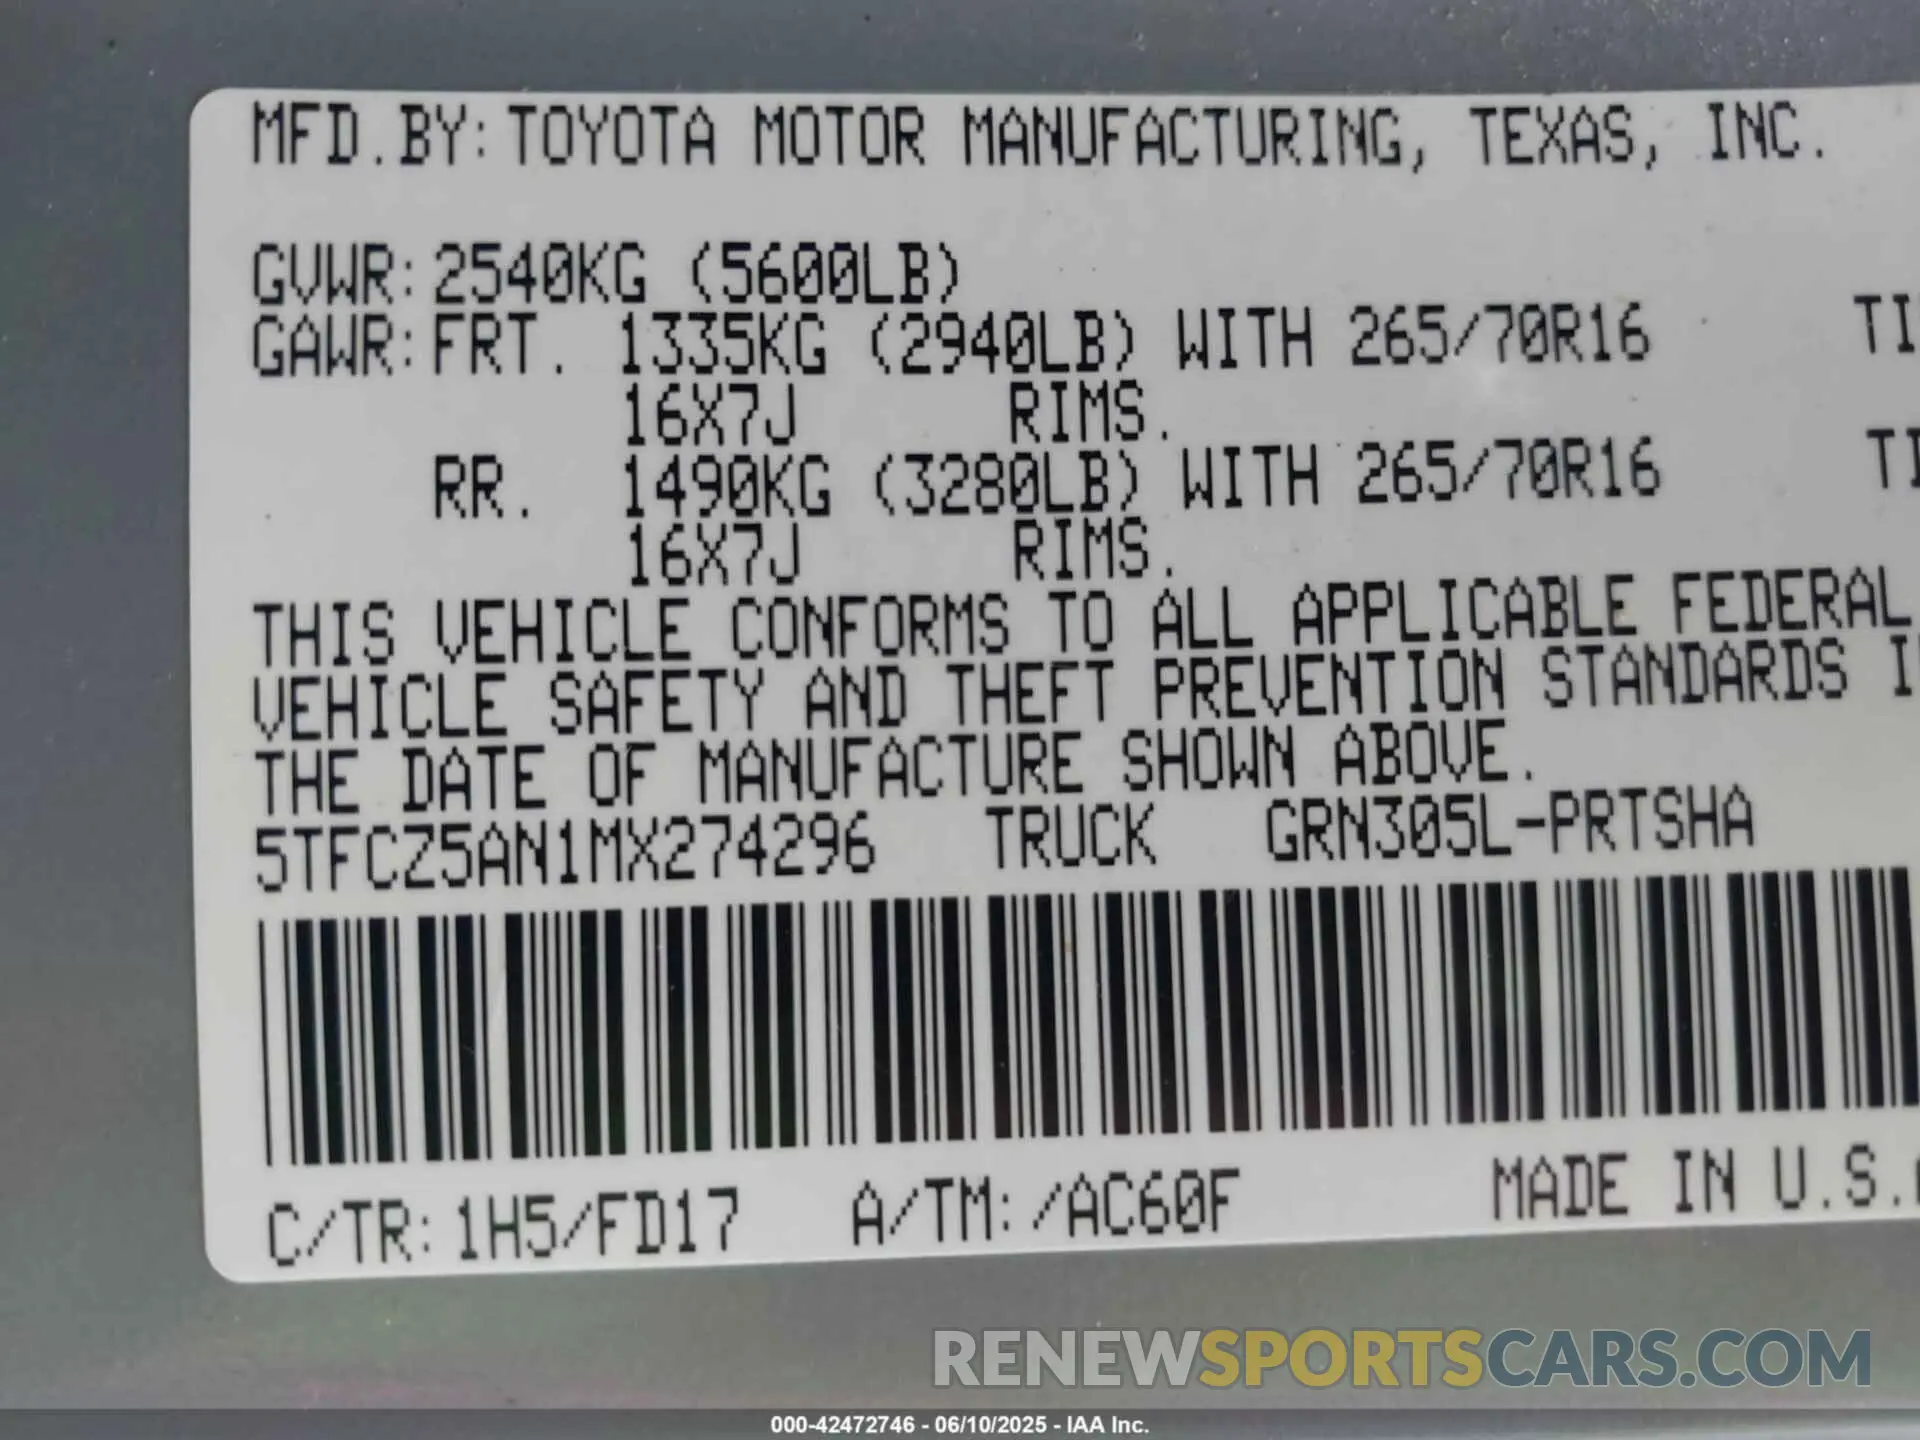 MFD.BY: TOYOTA MOTOR MANUFACTURING, TEXAS, INC.
GVWR: 2540KG (5600LB)
GAWR: FRT. 1335KG (2940LB) WITH 265/70R16
16X7J RIMS.
RR. 1490KG (3280LB) WITH 265/70R16
16X7J RIMS.
THIS VEHICLE CONFORMS TO ALL APPLICABLE FEDERAL
VEHICLE SAFETY AND THEFT PREVENTION STANDARDS
THE DATE OF MANUFACTURE SHOWN ABOVE.
5TFCZ5AN1MX274296 TRUCK GRN305L-PRTSHA
C/TR: 1H5/FD17 A/TM: /AC60F MADE IN U.S.A
RENEWSPORTSCARS.COM
000-42472746 - 06/10/2025 - IAA Inc.